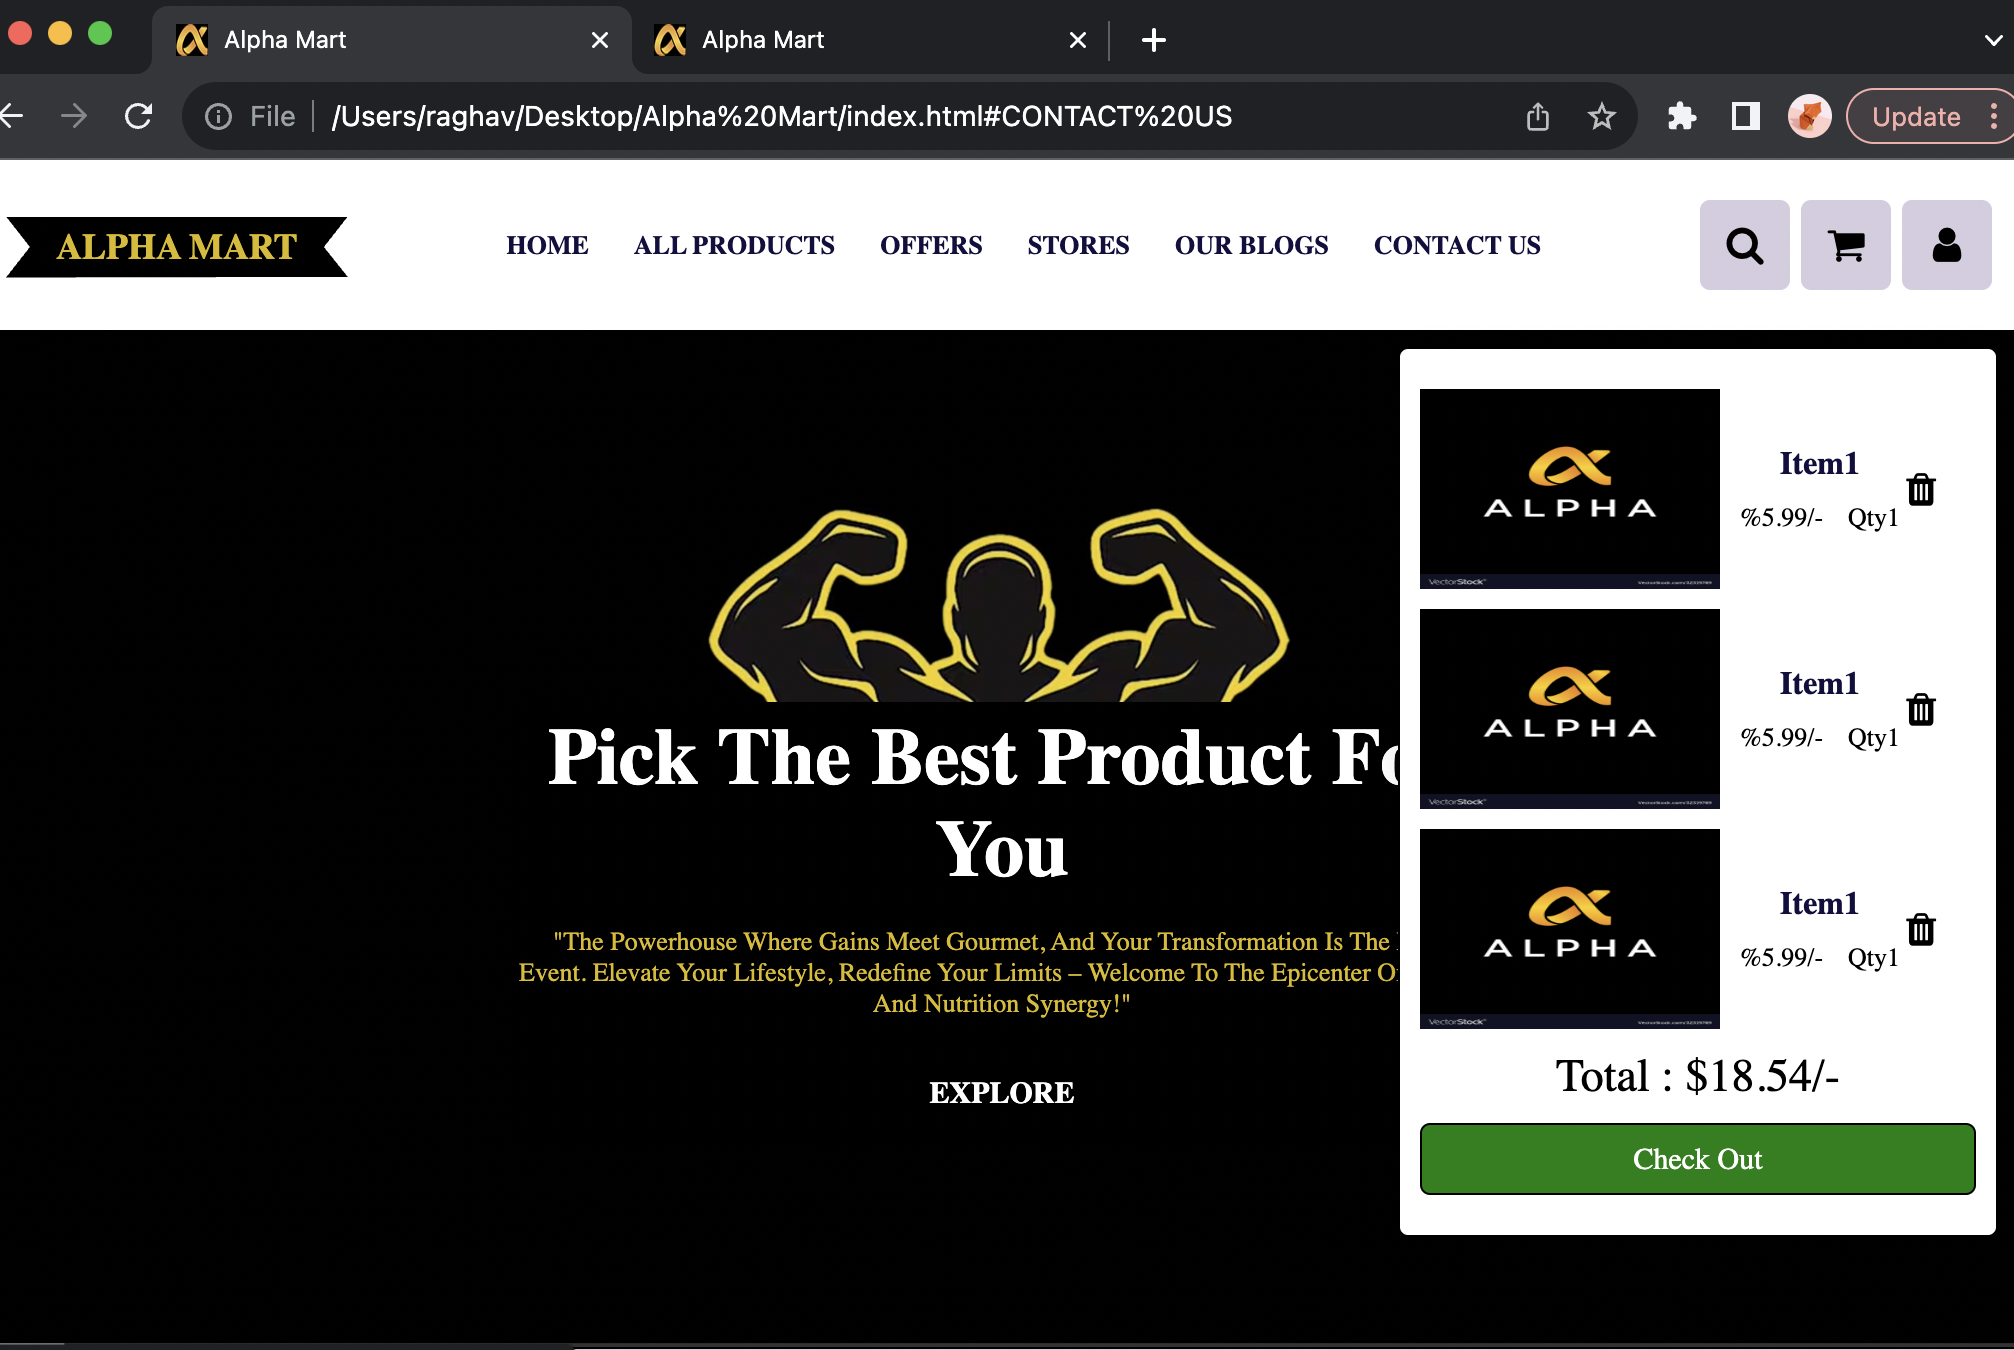 Alpha Mart
Alpha Mart
File /Users/raghav/Desktop/Alpha%20Mart/index.html#CONTACT%20US
Update
ALPHA MART
HOME ALL PRODUCTS OFFERS STORES OUR BLOGS CONTACT US
Pick The Best Product Fo
You
"The Powerhouse Where Gains Meet Gourmet, And Your Transformation Is The
Event. Elevate Your Lifestyle, Redefine Your Limits – Welcome To The Epicenter O
And Nutrition Synergy!"
EXPLORE
ALPHA
VectorStock
Item1
%5.99/- Qty1
ALPHA
VectorStock
Item1
%5.99/- Qty1
ALPHA
VectorStock
Item1
%5.99/- Qty1
Total : $18.54/-
Check Out